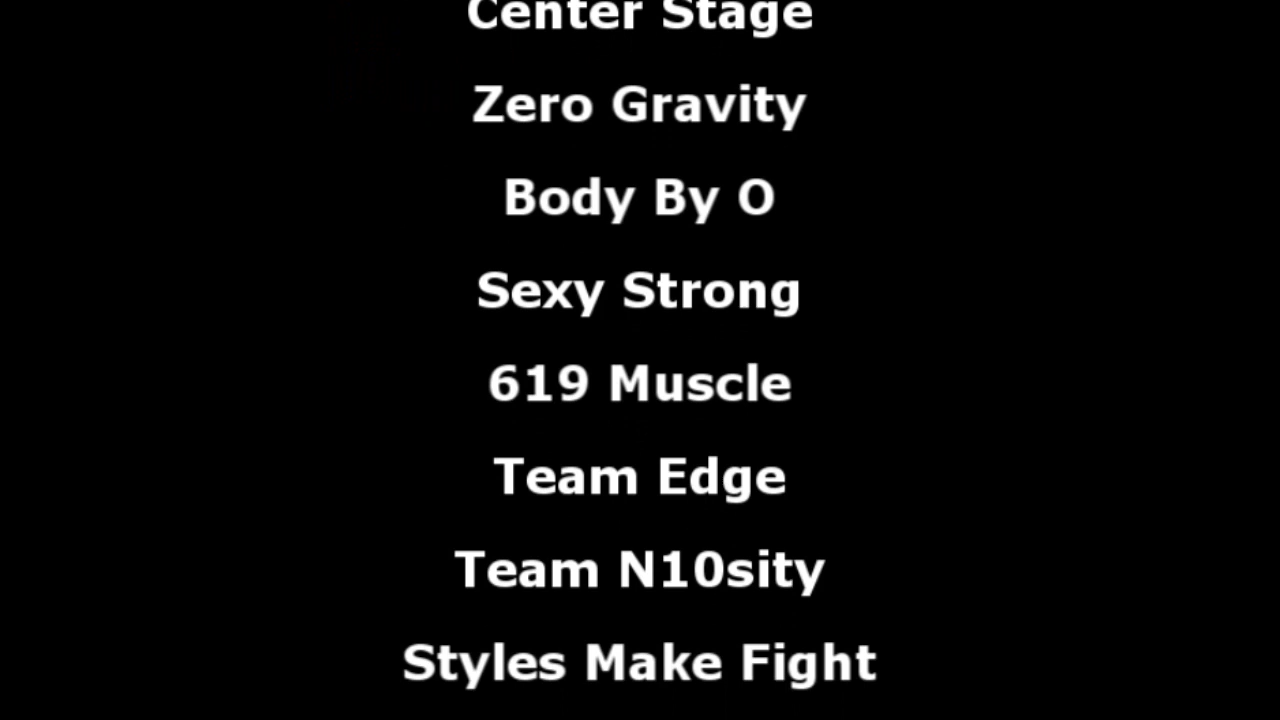 Center Stage
Zero Gravity
Body By O
Sexy Strong
619 Muscle
Team Edge
Team N10sity
Styles Make Fight